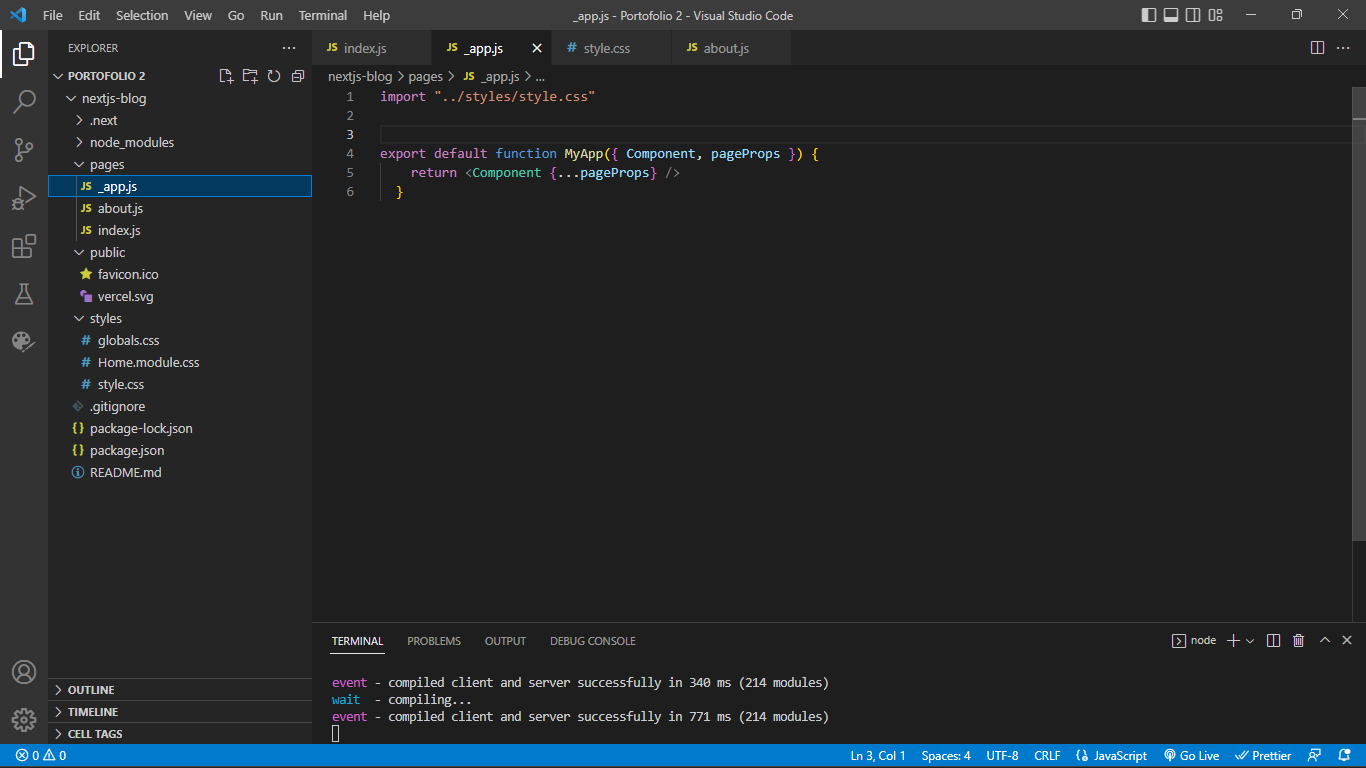 File Edit Selection View Go Run Terminal Help _app.js - Portofolio 2 - Visual Studio Code
EXPLORER
PORTOFOLIO 2
nextjs-blog
.next
node_modules
pages
JS _app.js
JS about.js
JS index.js
public
favicon.ico
vercel.svg
styles
# globals.css
# Home.module.css
# style.css
.gitignore
{} package-lock.json
{} package.json
README.md
OUTLINE
TIMELINE
CELL TAGS
JS index.js JS _app.js # style.css JS about.js
nextjs-blog > pages > JS _app.js > ...
1 import "../styles/style.css"
2
3
4 export default function MyApp({ Component, pageProps }) {
5 return <Component {...pageProps} />
6 }
TERMINAL PROBLEMS OUTPUT DEBUG CONSOLE node
event - compiled client and server successfully in 340 ms (214 modules)
wait - compiling...
event - compiled client and server successfully in 771 ms (214 modules)
0 0 Ln 3, Col 1 Spaces: 4 UTF-8 CRLF {} JavaScript Go Live Prettier